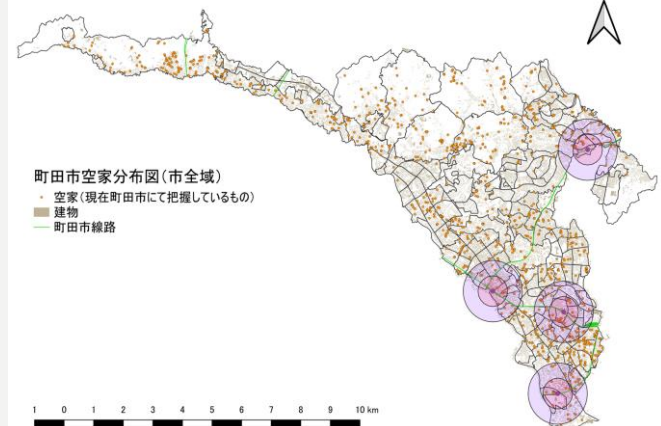 町田市空家分布図(市全域)
空家(現在町田市にて把握しているもの)
建物
町田市線路
1 0 1 2 3 4 5 6 7 8 9 10 km